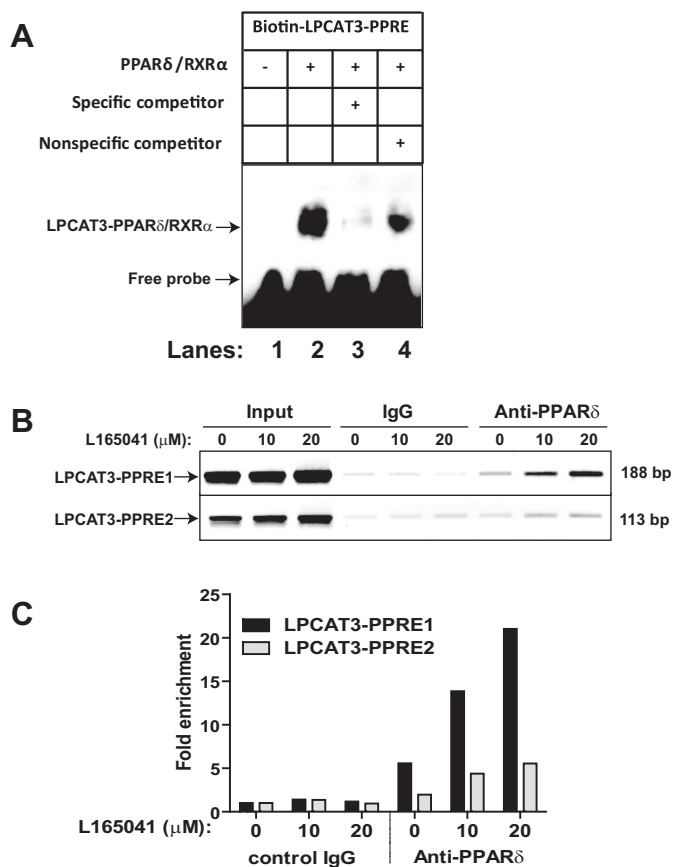 A
Biotin-LPCAT3-PPRE
PPARδ/RXRα - + + +
Specific competitor +
Nonspecific competitor +
LPCAT3-PPARδ/RXRα
Free probe
Lanes: 1 2 3 4
B
Input IgG Anti-PPARδ
L165041 (μM): 0 10 20 0 10 20 0 10 20
LPCAT3-PPRE1 188 bp
LPCAT3-PPRE2 113 bp
C
25
20
15
10
5
0
Fold enrichment
LPCAT3-PPRE1
LPCAT3-PPRE2
L165041 (μM): 0 10 20 0 10 20
control IgG Anti-PPARδ